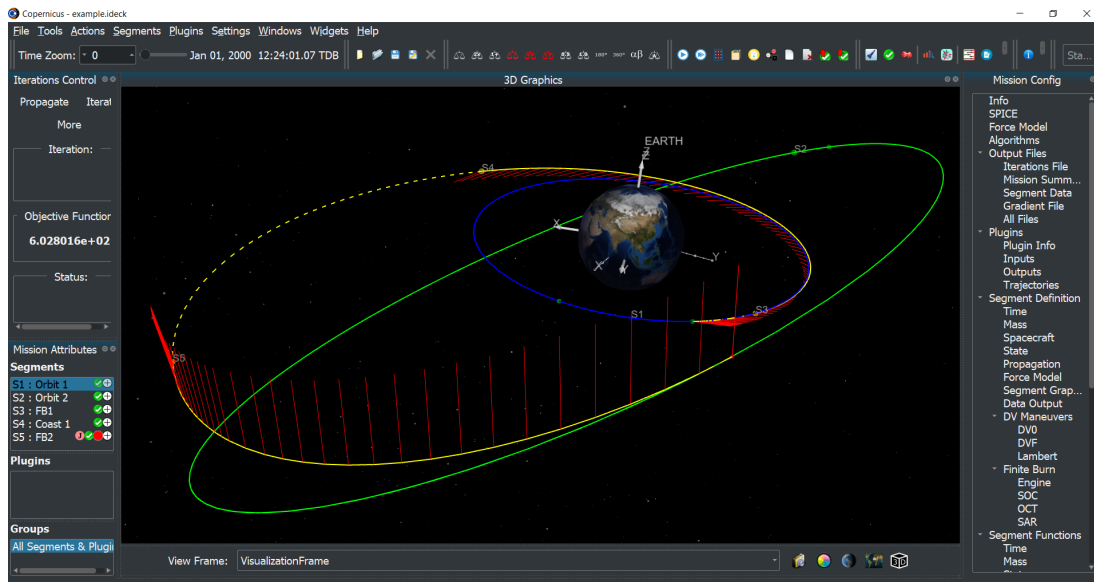 Copernicus - example.ideck
File Tools Actions Segments Plugins Settings Windows Widgets Help
Time Zoom: 0 Jan 01, 2000 12:24:01.07 TDB 180° 360° αβ Sta...
Iterations Control
Propagate Iterat
More
Iteration:
Objective Function
6.028016e+02
Status:
Mission Attributes
Segments
S1 : Orbit 1
S2 : Orbit 2
S3 : FB1
S4 : Coast 1
S5 : FB2 J
Plugins
Groups
All Segments & Plugi
3D Graphics
EARTH
Z
S2
S4
X
Y
X
S1
S3
S5
View Frame: VisualizationFrame
3D
Mission Config
Info
SPICE
Force Model
Algorithms
Output Files
Iterations File
Mission Summ...
Segment Data
Gradient File
All Files
Plugins
Plugin Info
Inputs
Outputs
Trajectories
Segment Definition
Time
Mass
Spacecraft
State
Propagation
Force Model
Segment Grap...
Data Output
DV Maneuvers
DV0
DVF
Lambert
Finite Burn
Engine
SOC
OCT
SAR
Segment Functions
Time
Mass